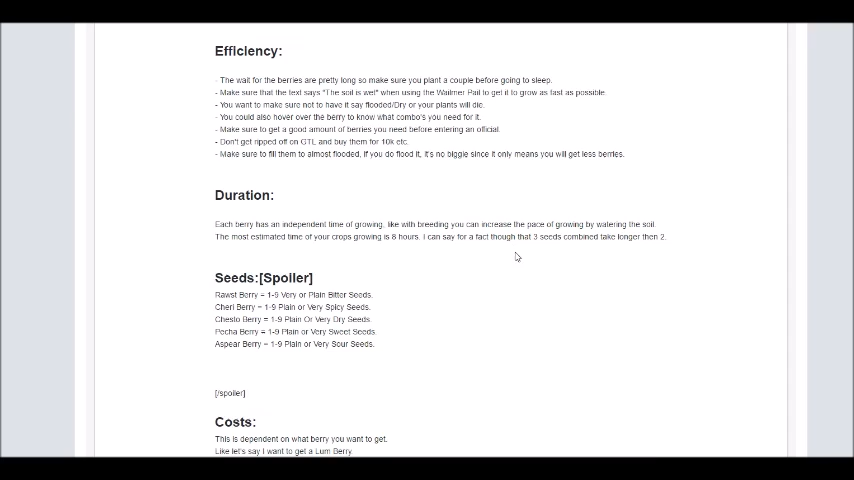 Efficiency:
- The wait for the berries are pretty long so make sure you plant a couple before going to sleep.
- Make sure that the text says "The soil is wet" when using the Wailmer Pail to get it to grow as fast as possible.
- You want to make sure not to have it say flooded/Dry or your plants will die.
- You could also hover over the berry to know what combo's you need for it.
- Make sure to get a good amount of berries you need before entering an official.
- Don't get ripped off on GTL and buy them for 10k etc.
- Make sure to fill them to almost flooded, if you do flood it, it's no biggie since it only means you will get less berries.
Duration:
Each berry has an independent time of growing, like with breeding you can increase the pace of growing by watering the soil.
The most estimated time of your crops growing is 8 hours. I can say for a fact though that 3 seeds combined take longer then 2.
Seeds:[Spoiler]
Rawst Berry = 1-9 Very or Plain Bitter Seeds.
Cheri Berry = 1-9 Plain or Very Spicy Seeds.
Chesto Berry = 1-9 Plain Or Very Dry Seeds.
Pecha Berry = 1-9 Plain or Very Sweet Seeds.
Aspear Berry = 1-9 Plain or Very Sour Seeds.
[/spoiler]
Costs:
This is dependent on what berry you want to get.
Like let's say I want to get a Lum Berry.